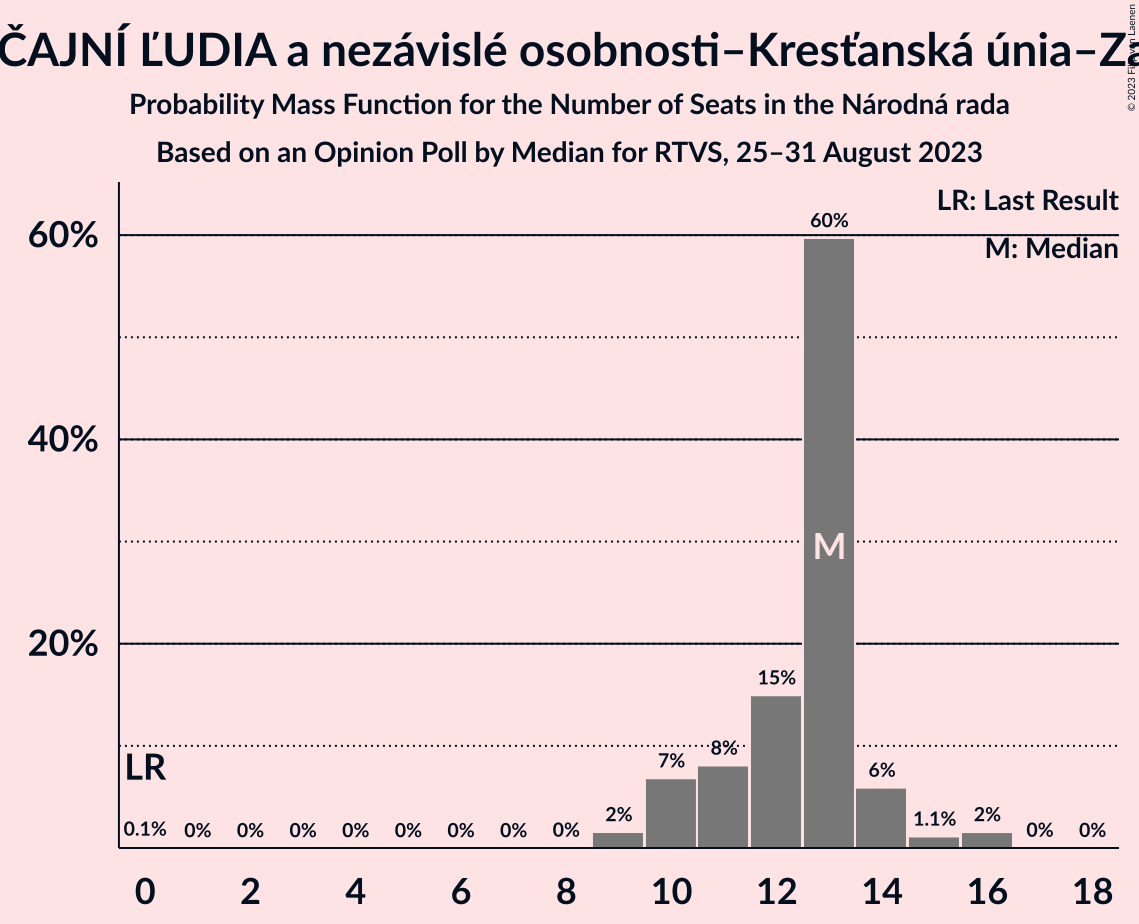 ČAJNÍ ĽUDIA a nezávislé osobnosti–Kresťanská únia–Za
Probability Mass Function for the Number of Seats in the Národná rada
Based on an Opinion Poll by Median for RTVS, 25–31 August 2023
© 2023 Filip van Laenen
LR: Last Result
M: Median
60%
40%
20%
60%
M
15%
8%
7%
6%
2%
1.1%
2%
0%
0%
LR
0.1%
0%
0%
0%
0%
0%
0%
0%
0%
0 2 4 6 8 10 12 14 16 18